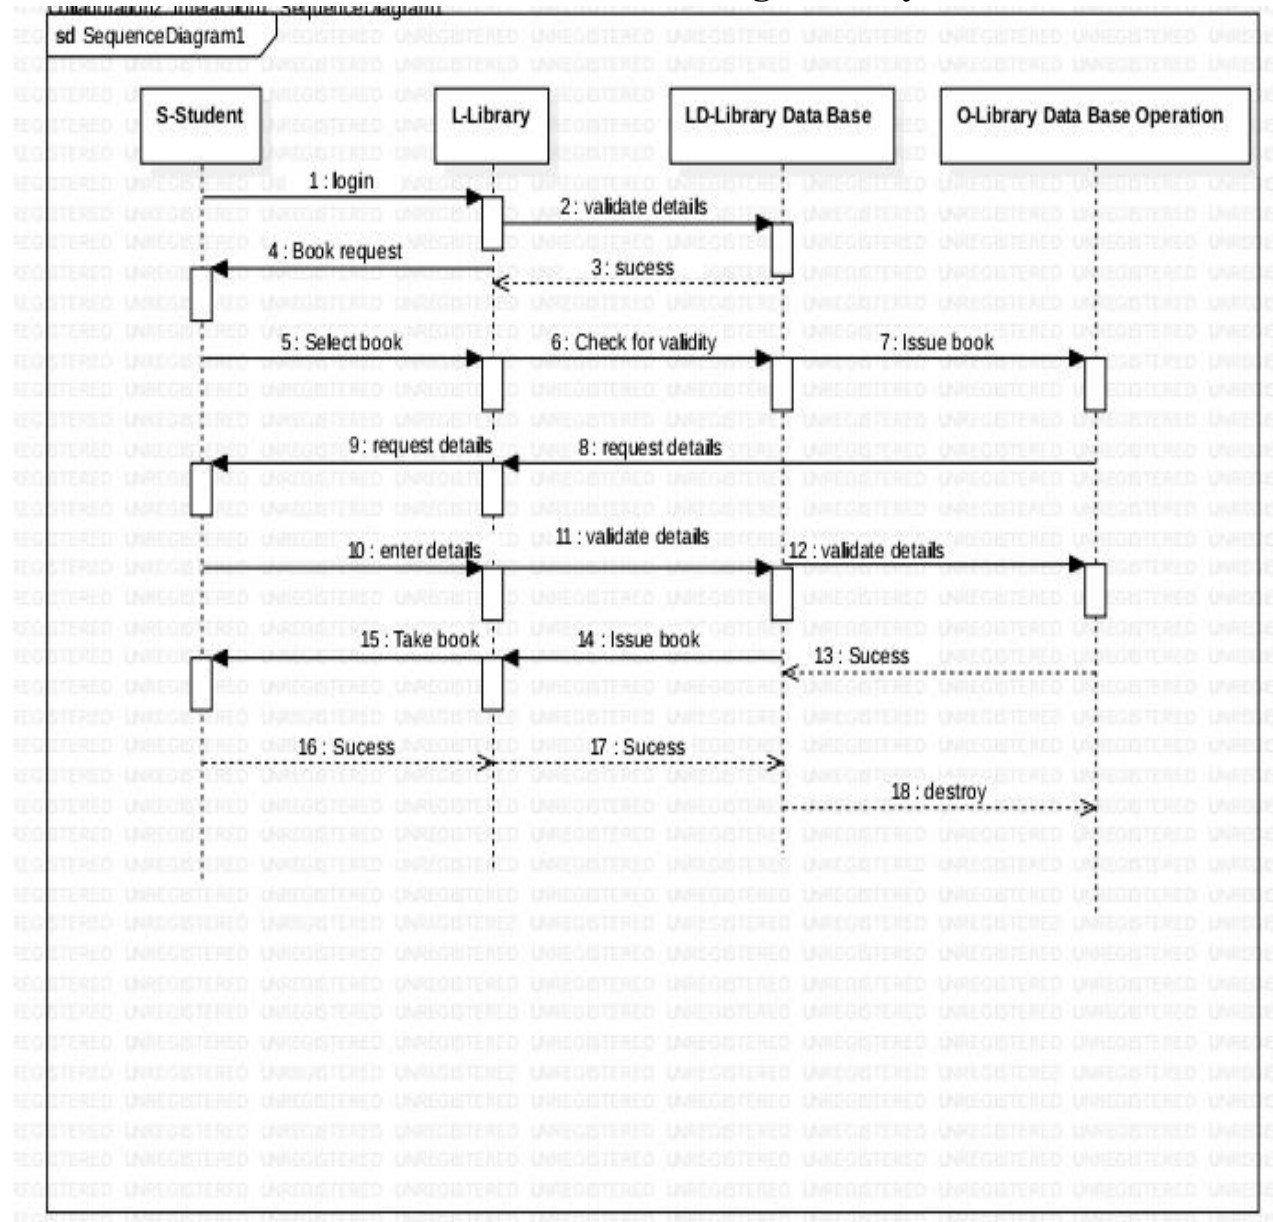 sd SequenceDiagram1
S-Student
L-Library
LD-Library Data Base
O-Library Data Base Operation
1 : login
2 : validate details
3 : sucess
4 : Book request
5 : Select book
6 : Check for validity
7 : Issue book
9 : request details
8 : request details
10 : enter details
11 : validate details
12 : validate details
15 : Take book
14 : Issue book
13 : Sucess
16 : Sucess
17 : Sucess
18 : destroy